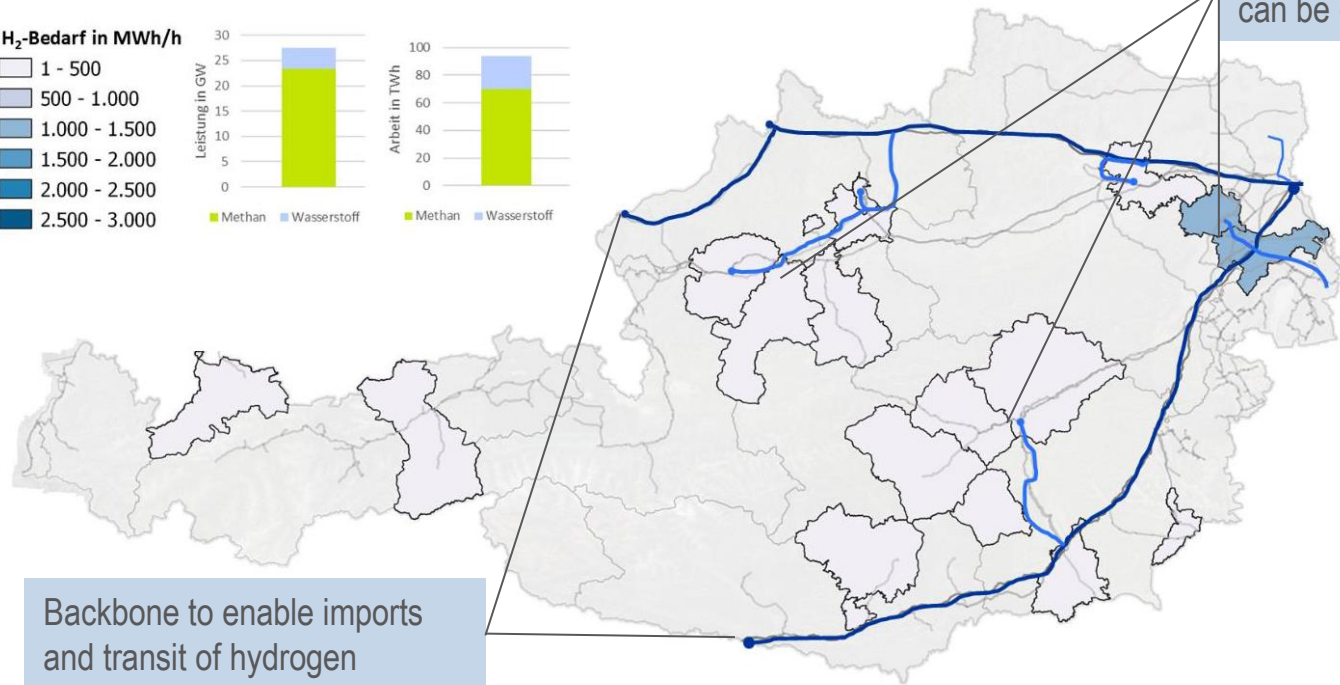 can be
H₂-Bedarf in MWh/h
1 - 500
500 - 1.000
1.000 - 1.500
1.500 - 2.000
2.000 - 2.500
2.500 - 3.000
Leistung in GW
30
25
20
15
10
5
0
Methan Wasserstoff
Arbeit in TWh
100
80
60
40
20
0
Methan Wasserstoff
Backbone to enable imports
and transit of hydrogen